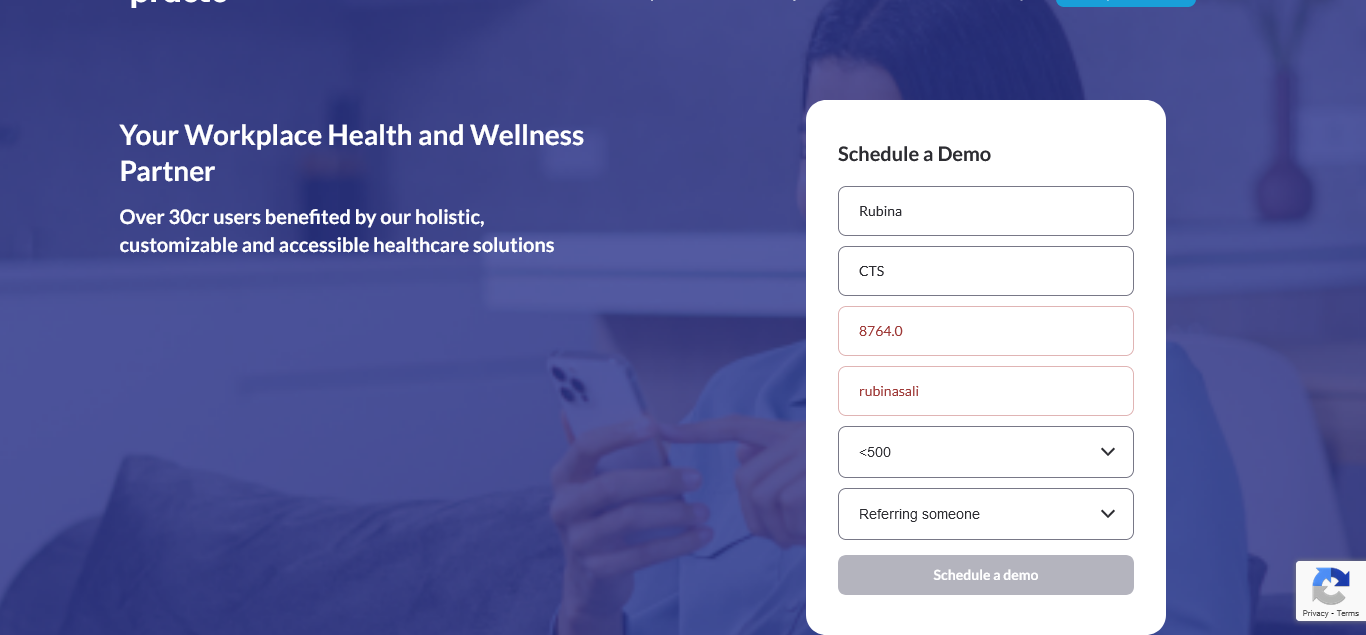 Your Workplace Health and Wellness
Partner
Over 30cr users benefited by our holistic,
customizable and accessible healthcare solutions
Schedule a Demo
Rubina
CTS
8764.0
rubinasali
<500
Referring someone
Schedule a demo
Privacy - Terms